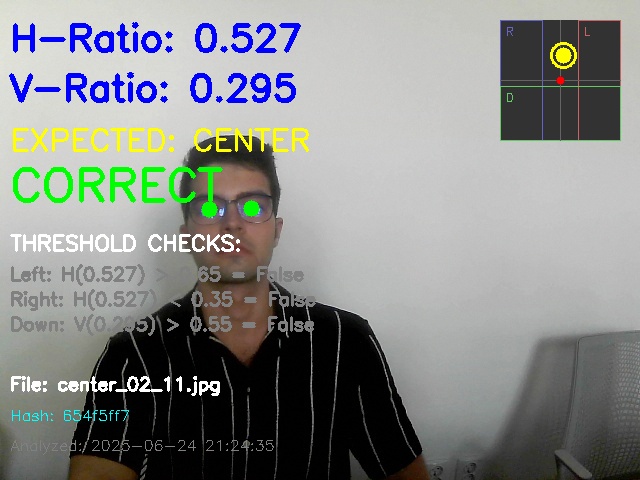 H-Ratio: 0.527
R
L
V-Ratio: 0.295
D
EXPECTED: CENTER
CORRECT
THRESHOLD CHECKS:
Left: H(0.527) > 0.65 = False
Right: H(0.527) < 0.35 = False
Down: V(0.295) > 0.55 = False
File: center_02_11.jpg
Hash: 654f5ff7
Analyzed: 2025-06-24 21:24:35